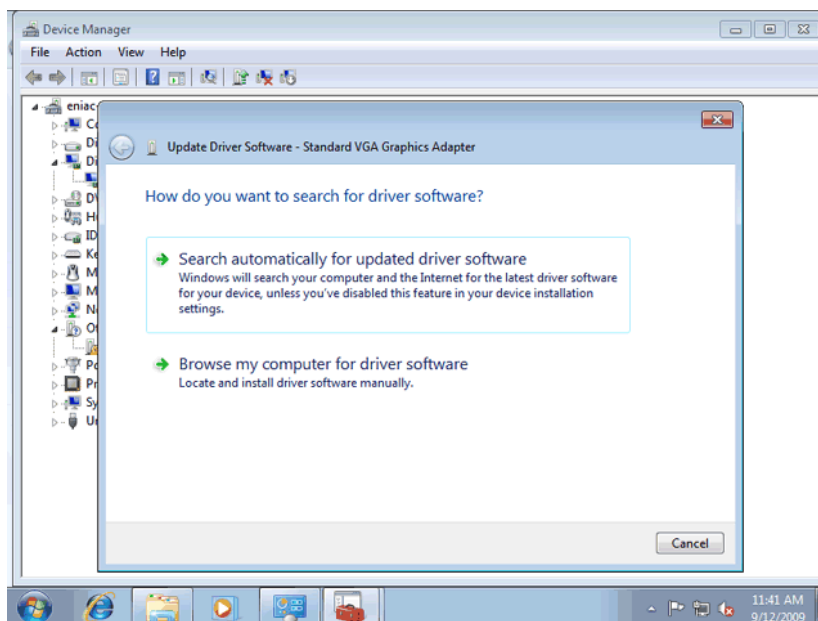 Device Manager
File Action View Help
eniac-
Update Driver Software - Standard VGA Graphics Adapter
How do you want to search for driver software?
Search automatically for updated driver software
Windows will search your computer and the Internet for the latest driver software
for your device, unless you've disabled this feature in your device installation
settings.
Browse my computer for driver software
Locate and install driver software manually.
Cancel
11:41 AM
9/12/2009